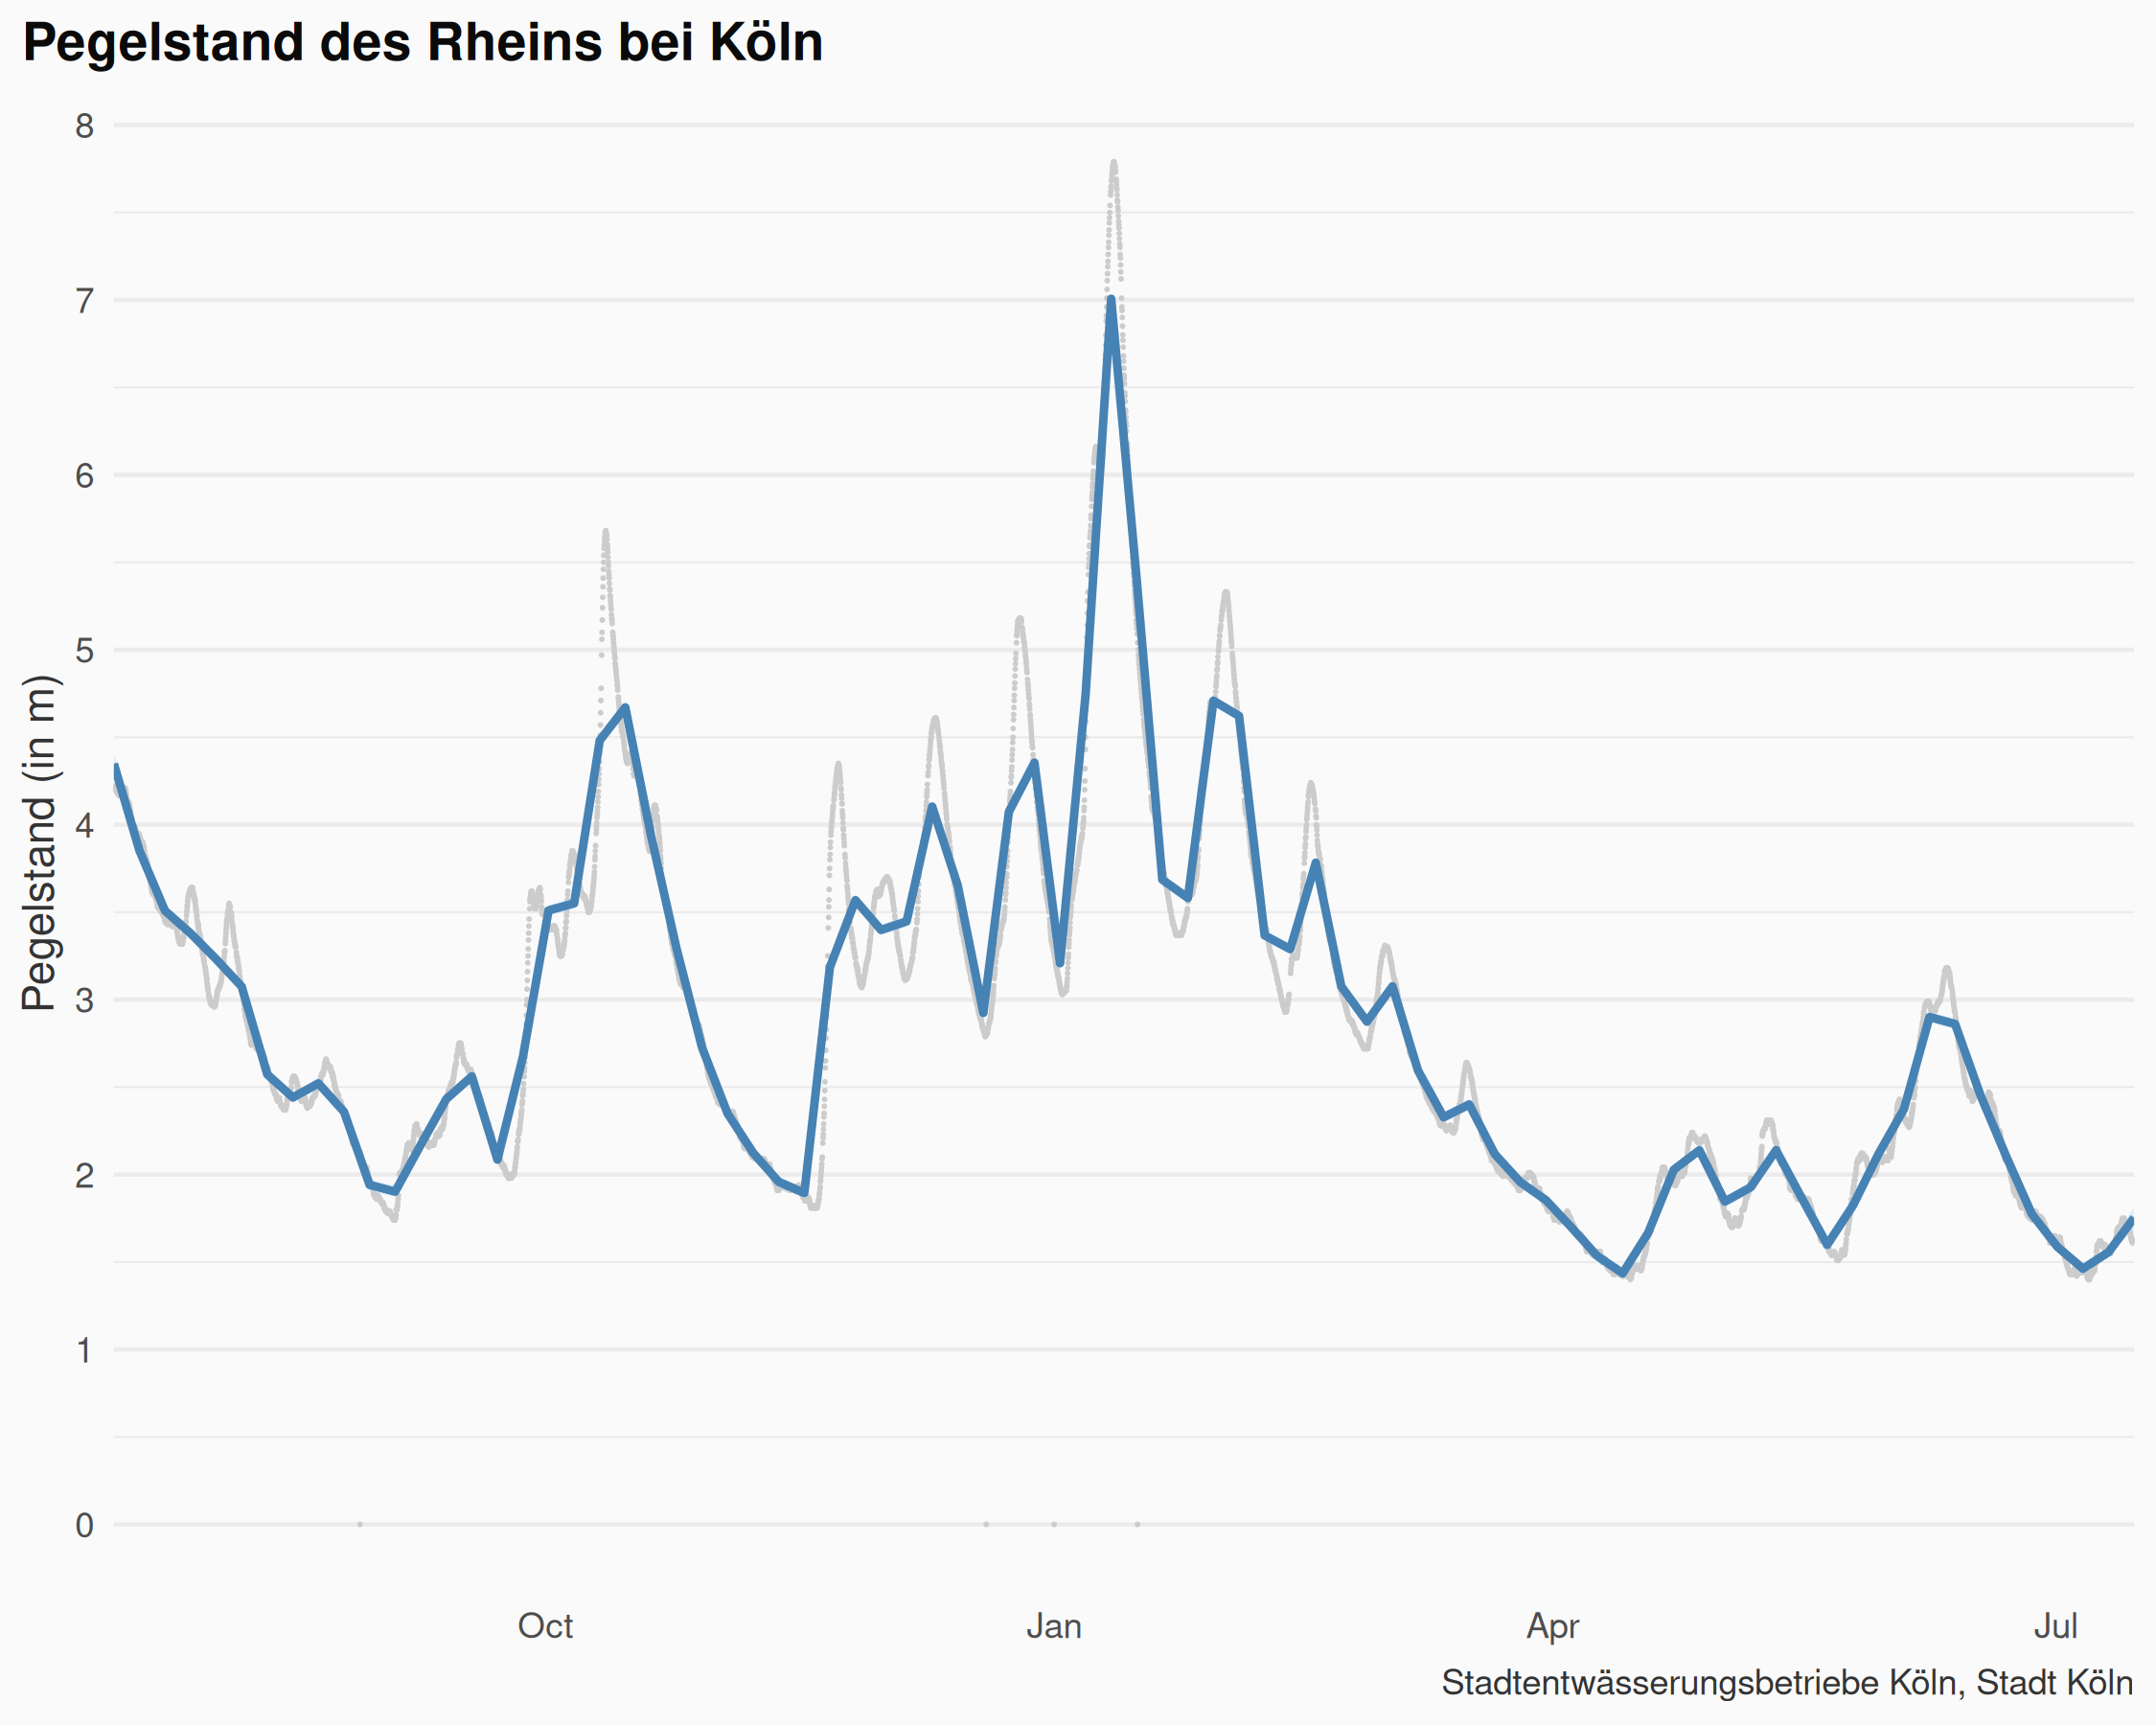 Pegelstand des Rheins bei Köln
Pegelstand (in m)
8
7
6
5
4
3
2
1
0
Oct Jan Apr Jul
Stadtentwässerungsbetriebe Köln, Stadt Köln